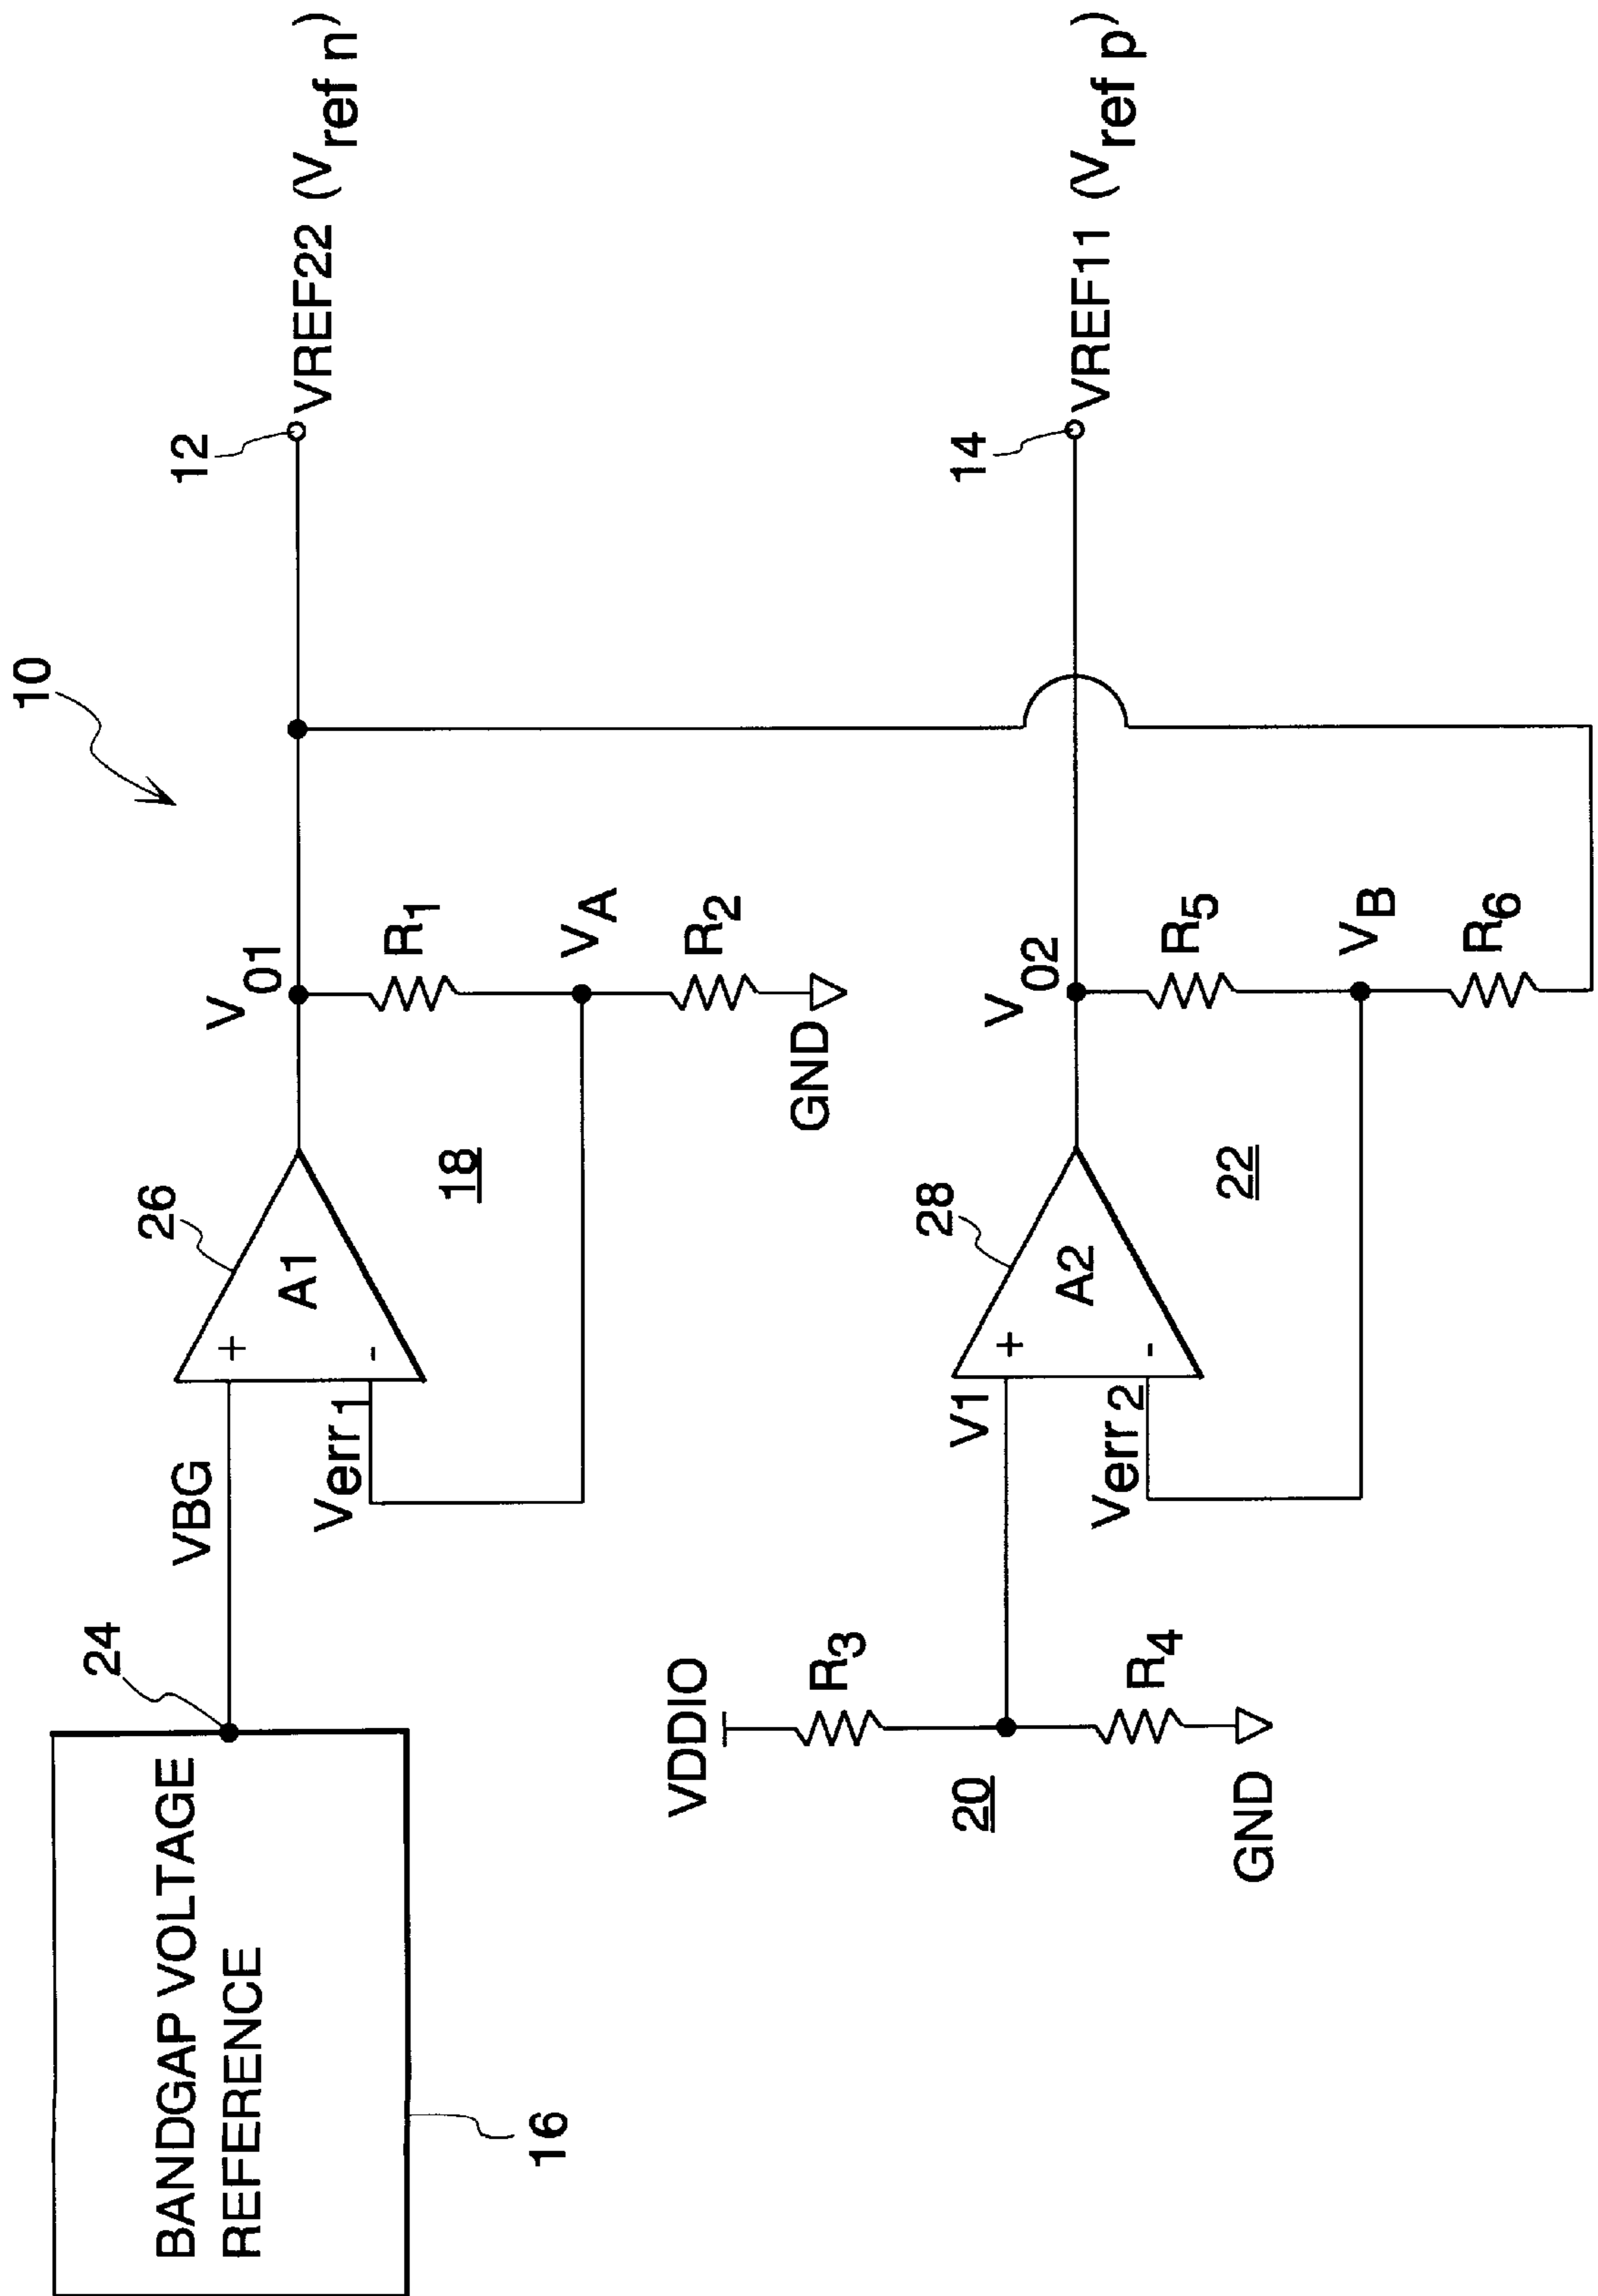 10
BANDGAP VOLTAGE
REFERENCE
16
24
VBG
Verr1
+
-
A1
26
18
V01
R1
VA
R2
GND
12
VREF22 (Vref n)
VDDIO
R3
20
R4
GND
V1
Verr2
+
-
A2
28
22
V02
R5
VB
R6
14
VREF11 (Vref p)